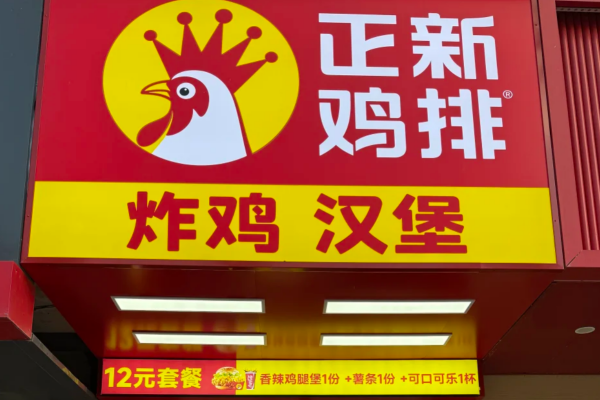 正新
鸡排®
炸鸡 汉堡
12元套餐 香辣鸡腿堡1份 +薯条1份 +可口可乐1杯